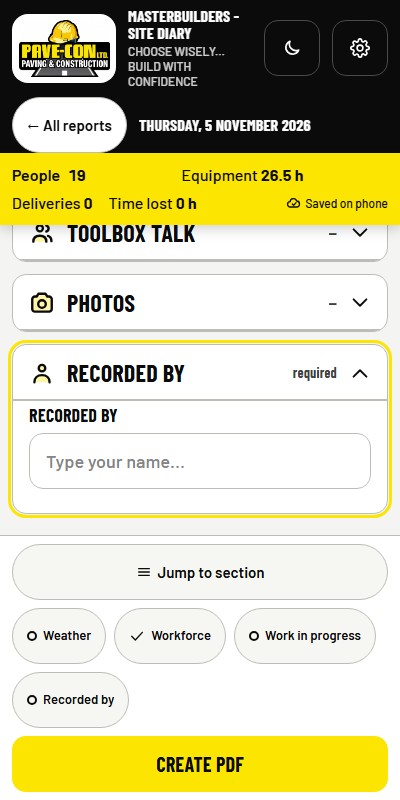 PAVE-CON LTD.
PAVING & CONSTRUCTION
MASTERBUILDERS -
SITE DIARY
CHOOSE WISELY...
BUILD WITH
CONFIDENCE
← All reports
THURSDAY, 5 NOVEMBER 2026
People 19
Equipment 26.5 h
Deliveries 0
Time lost 0 h
Saved on phone
TOOLBOX TALK
–
PHOTOS
–
RECORDED BY
required
RECORDED BY
Type your name...
Jump to section
Weather
Workforce
Work in progress
Recorded by
CREATE PDF